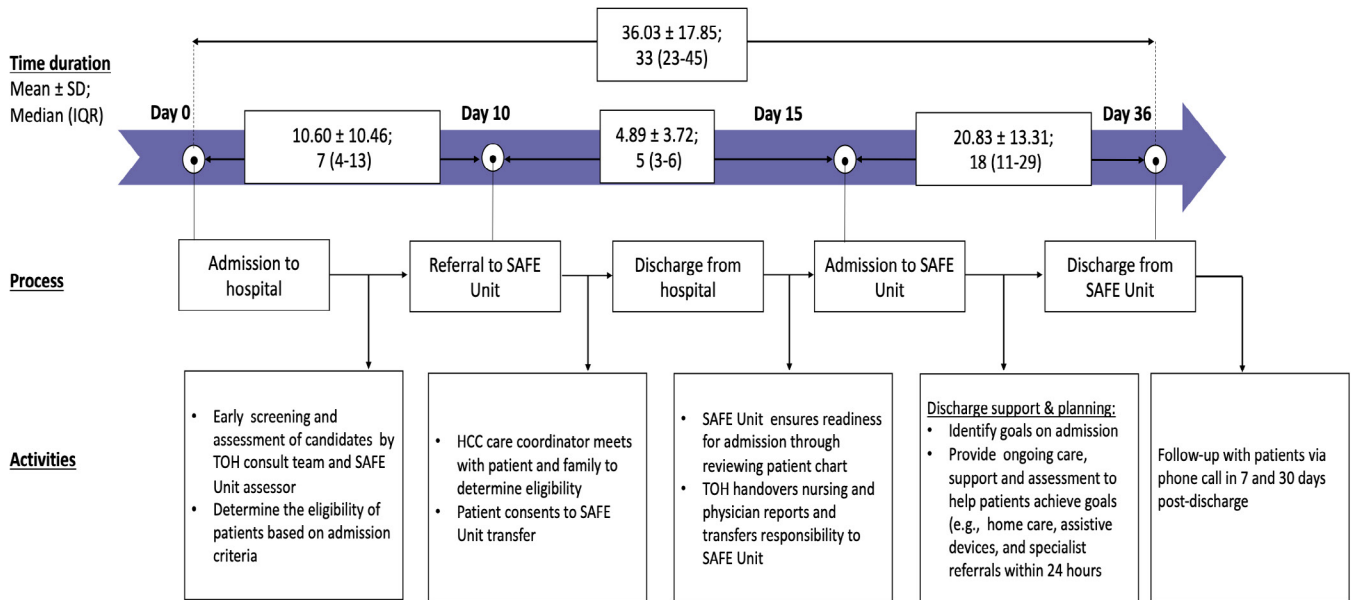 36.03 ± 17.85;
33 (23-45)
Time duration
Mean ± SD;
Median (IQR)
Day 0
Day 10
Day 15
Day 36
10.60 ± 10.46;
7 (4-13)
4.89 ± 3.72;
5 (3-6)
20.83 ± 13.31;
18 (11-29)
Process
Admission to
hospital
Referral to SAFE
Unit
Discharge from
hospital
Admission to SAFE
Unit
Discharge from
SAFE Unit
Activities
• Early screening and
assessment of candidates by
TOH consult team and SAFE
Unit assessor
• Determine the eligibility of
patients based on admission
criteria
• HCC care coordinator meets
with patient and family to
determine eligibility
• Patient consents to SAFE
Unit transfer
• SAFE Unit ensures readiness
for admission through
reviewing patient chart
• TOH handovers nursing and
physician reports and
transfers responsibility to
SAFE Unit
Discharge support & planning:
• Identify goals on admission
• Provide ongoing care,
support and assessment to
help patients achieve goals
(e.g., home care, assistive
devices, and specialist
referrals within 24 hours
Follow-up with patients via
phone call in 7 and 30 days
post-discharge